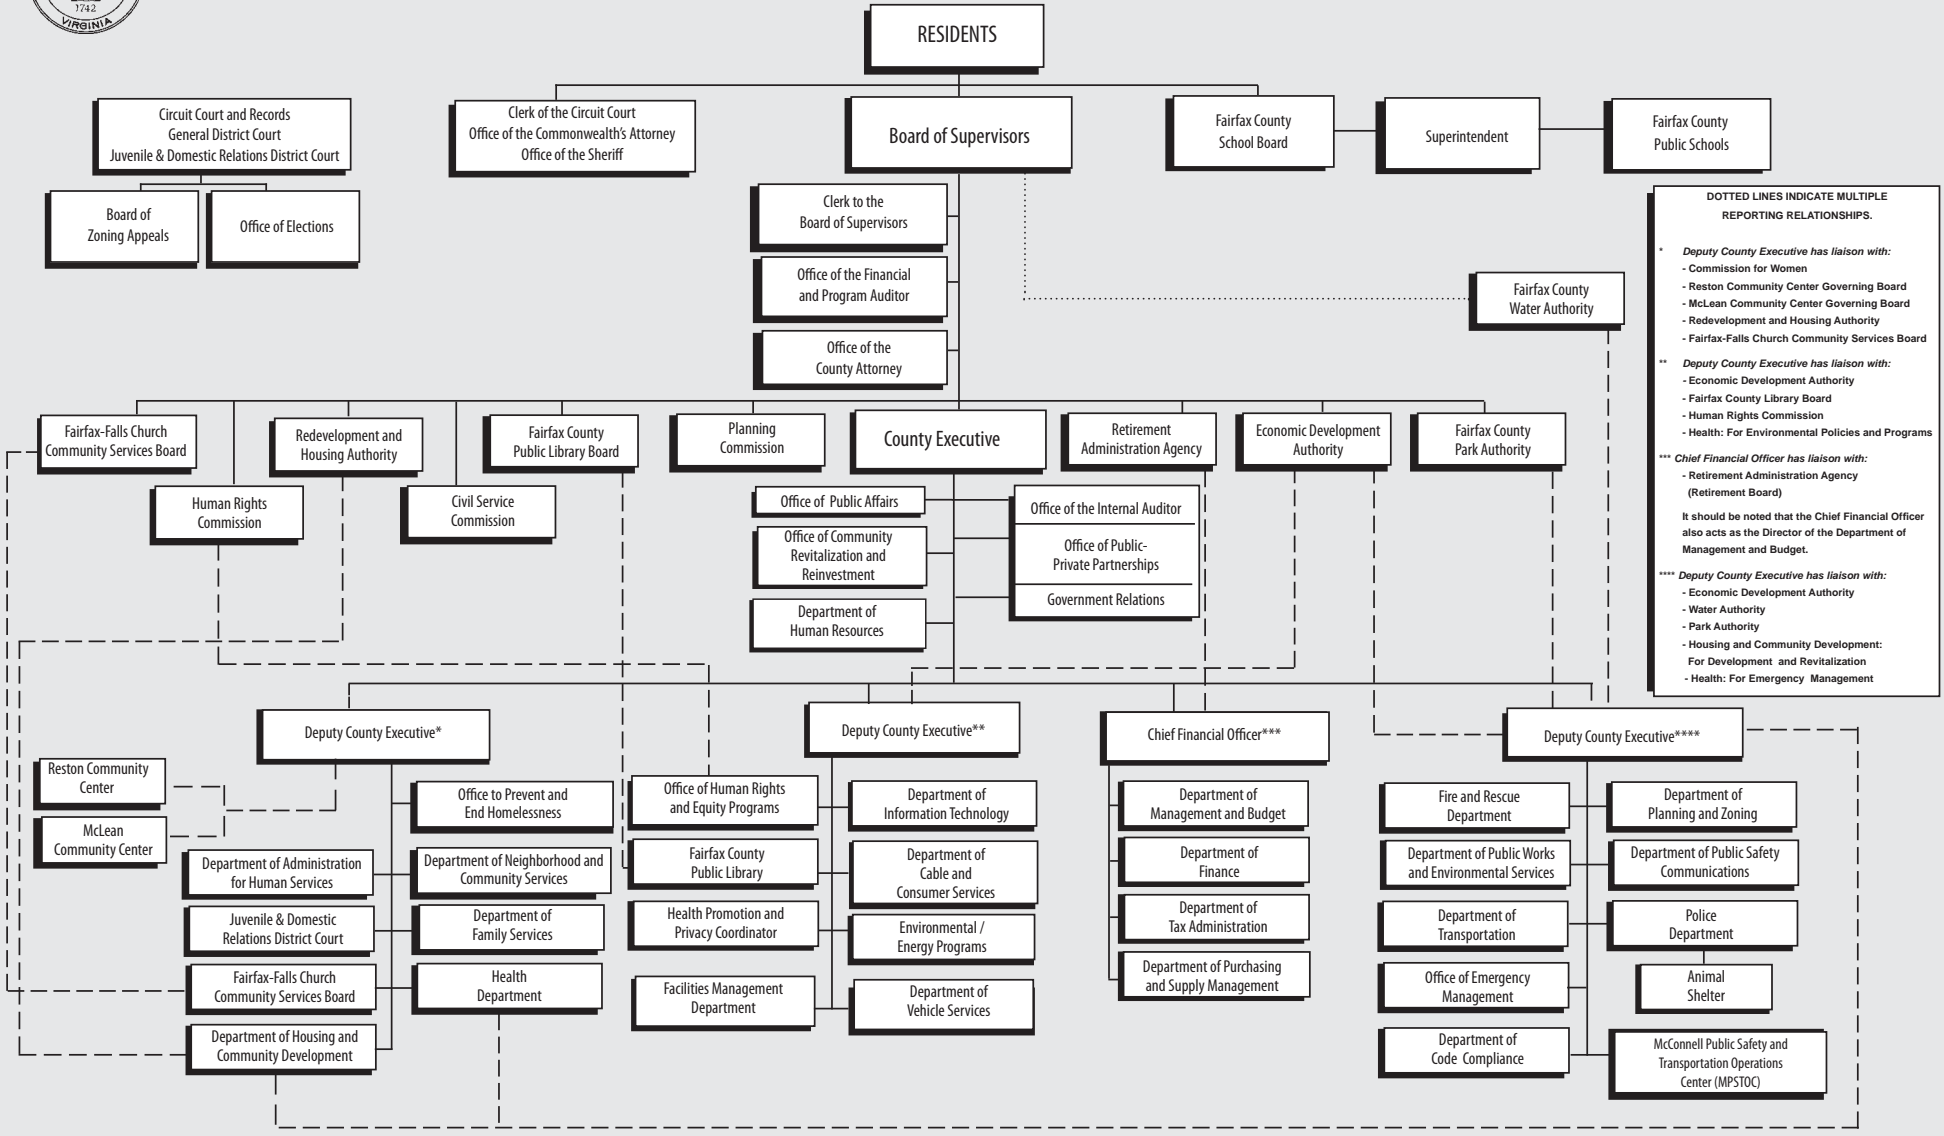 1742
VIRGINIA
RESIDENTS
Circuit Court and Records
General District Court
Juvenile & Domestic Relations District Court
Board of
Zoning Appeals
Office of Elections
Clerk of the Circuit Court
Office of the Commonwealth's Attorney
Office of the Sheriff
Board of Supervisors
Fairfax County
School Board
Superintendent
Fairfax County
Public Schools
Clerk to the
Board of Supervisors
Office of the Financial
and Program Auditor
Office of the
County Attorney
Fairfax County
Water Authority
DOTTED LINES INDICATE MULTIPLE
REPORTING RELATIONSHIPS.
* Deputy County Executive has liaison with:
- Commission for Women
- Reston Community Center Governing Board
- McLean Community Center Governing Board
- Redevelopment and Housing Authority
- Fairfax-Falls Church Community Services Board
** Deputy County Executive has liaison with:
- Economic Development Authority
- Fairfax County Library Board
- Human Rights Commission
- Health: For Environmental Policies and Programs
*** Chief Financial Officer has liaison with:
- Retirement Administration Agency
(Retirement Board)
It should be noted that the Chief Financial Officer
also acts as the Director of the Department of
Management and Budget.
**** Deputy County Executive has liaison with:
- Economic Development Authority
- Water Authority
- Park Authority
- Housing and Community Development:
For Development and Revitalization
- Health: For Emergency Management
Fairfax-Falls Church
Community Services Board
Human Rights
Commission
Redevelopment and
Housing Authority
Civil Service
Commission
Fairfax County
Public Library Board
Planning
Commission
County Executive
Retirement
Administration Agency
Economic Development
Authority
Fairfax County
Park Authority
Office of Public Affairs
Office of Community
Revitalization and
Reinvestment
Department of
Human Resources
Office of the Internal Auditor
Office of Public-
Private Partnerships
Government Relations
Deputy County Executive*
Reston Community
Center
McLean
Community Center
Office to Prevent and
End Homelessness
Department of Administration
for Human Services
Department of Neighborhood and
Community Services
Juvenile & Domestic
Relations District Court
Department of
Family Services
Fairfax-Falls Church
Community Services Board
Health
Department
Department of Housing and
Community Development
Deputy County Executive**
Office of Human Rights
and Equity Programs
Department of
Information Technology
Fairfax County
Public Library
Department of
Cable and
Consumer Services
Health Promotion and
Privacy Coordinator
Environmental /
Energy Programs
Facilities Management
Department
Department of
Vehicle Services
Chief Financial Officer***
Department of
Management and Budget
Department of
Finance
Department of
Tax Administration
Department of Purchasing
and Supply Management
Deputy County Executive****
Fire and Rescue
Department
Department of
Planning and Zoning
Department of Public Works
and Environmental Services
Department of Public Safety
Communications
Department of
Transportation
Police
Department
Office of Emergency
Management
Animal
Shelter
Department of
Code Compliance
McConnell Public Safety and
Transportation Operations
Center (MPSTOC)